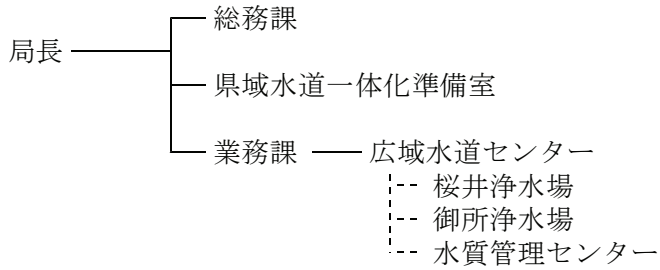 総務課
局長
県域水道一体化準備室
業務課 広域水道センター
桜井浄水場
御所浄水場
水質管理センター